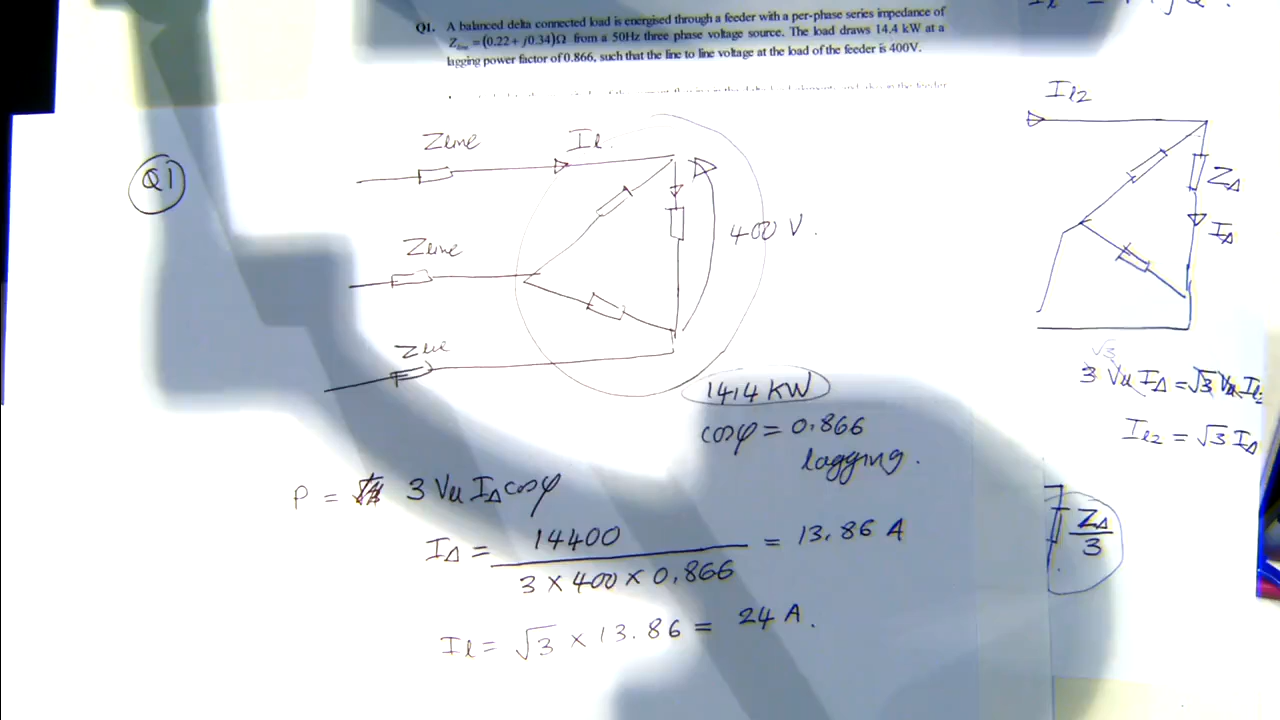 Q1. A balanced delta connected load is energised through a feeder with a per-phase series impedance of
Zline = (0.22 + j0.34)Ω from a 50Hz three phase voltage source. The load draws 14.4 kW at a
lagging power factor of 0.866, such that the line to line voltage at the load of the feeder is 400V.
Q1
Zline
Il
Zline
400 V.
Zline
14.4 KW
cosφ = 0.866
lagging.
P = 3 Vll IΔ cosφ
IΔ = 14400 / 3 × 400 × 0.866 = 13.86 A
Il = √3 × 13.86 = 24 A.
Il2
ZΔ
IΔ
√3
3 Vll IΔ = √3 Vll Il2
Il2 = √3 IΔ
ZΔ / 3